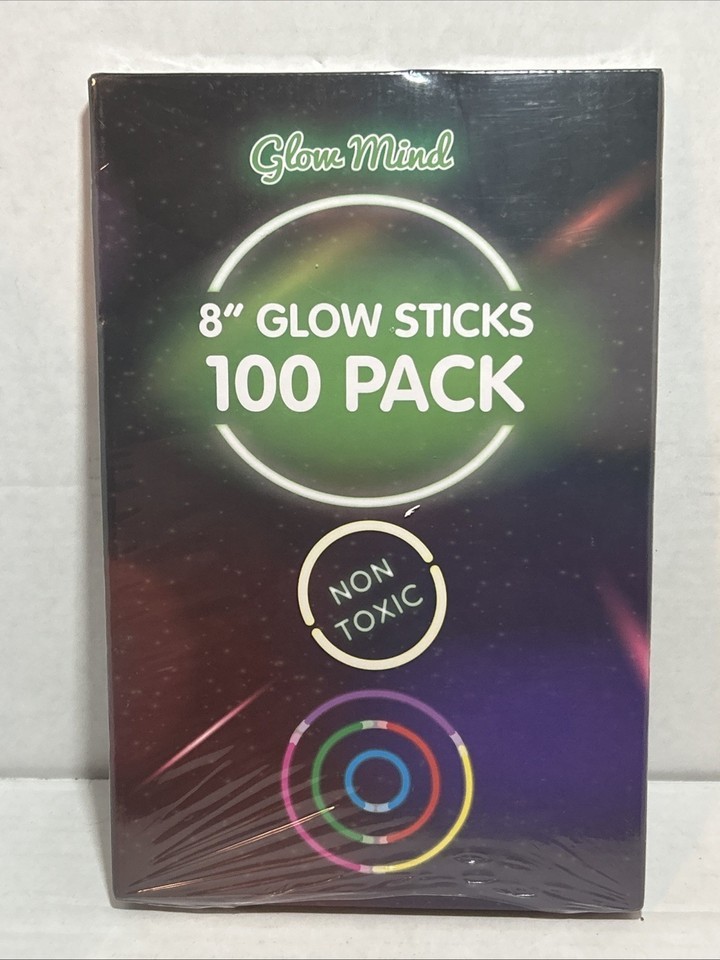 Glow Mind
8" GLOW STICKS
100 PACK
NON
TOXIC